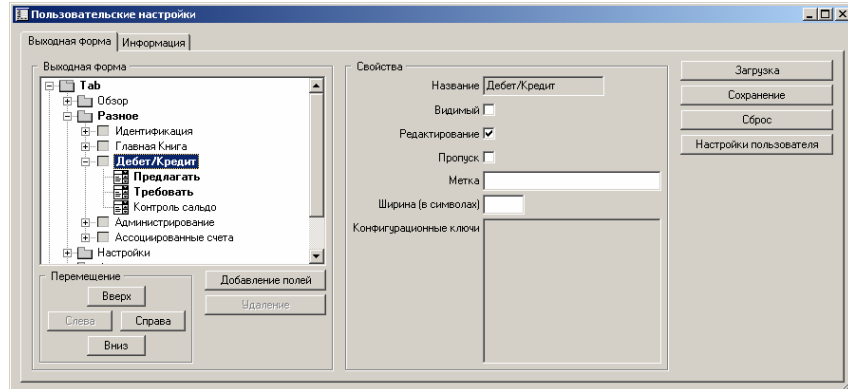 Пользовательские настройки
Выходная форма
Информация
Выходная форма
Tab
Обзор
Разное
Идентификация
Главная Книга
Дебет/Кредит
Предлагать
Требовать
Контроль сальдо
Администрирование
Ассоциированные счета
Настройки
Перемещение
Вверх
Слева
Справа
Вниз
Добавление полей
Удаление
Свойства
Название Дебет/Кредит
Видимый
Редактирование
Пропуск
Метка
Ширина (в символах)
Конфигурационные ключи
Загрузка
Сохранение
Сброс
Настройки пользователя